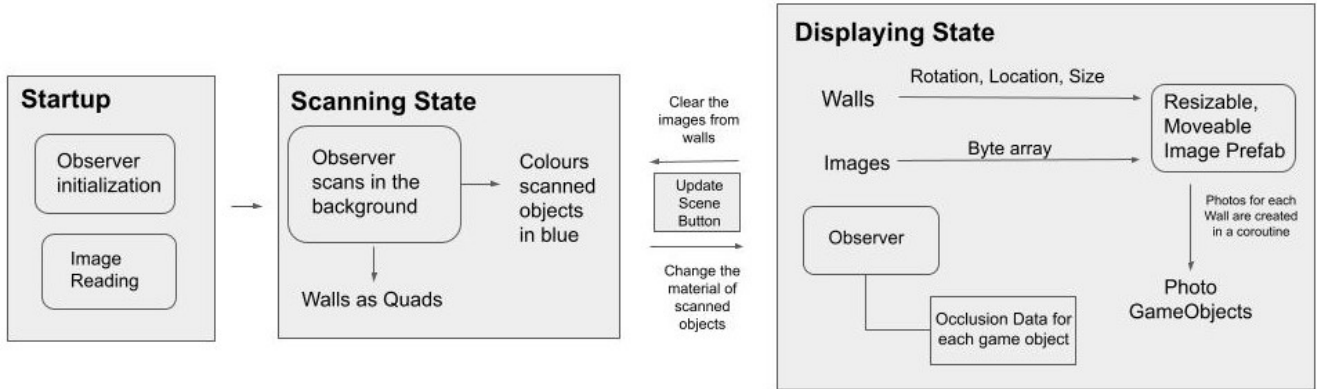 Startup
Observer
initialization
Image
Reading
Scanning State
Observer
scans in the
background
Colours
scanned
objects
in blue
Walls as Quads
Clear the
images from
walls
Update
Scene
Button
Change the
material of
scanned
objects
Displaying State
Walls
Rotation, Location, Size
Images
Byte array
Resizable,
Moveable
Image Prefab
Photos for each
Wall are created
in a coroutine
Observer
Photo
GameObjects
Occlusion Data for
each game object